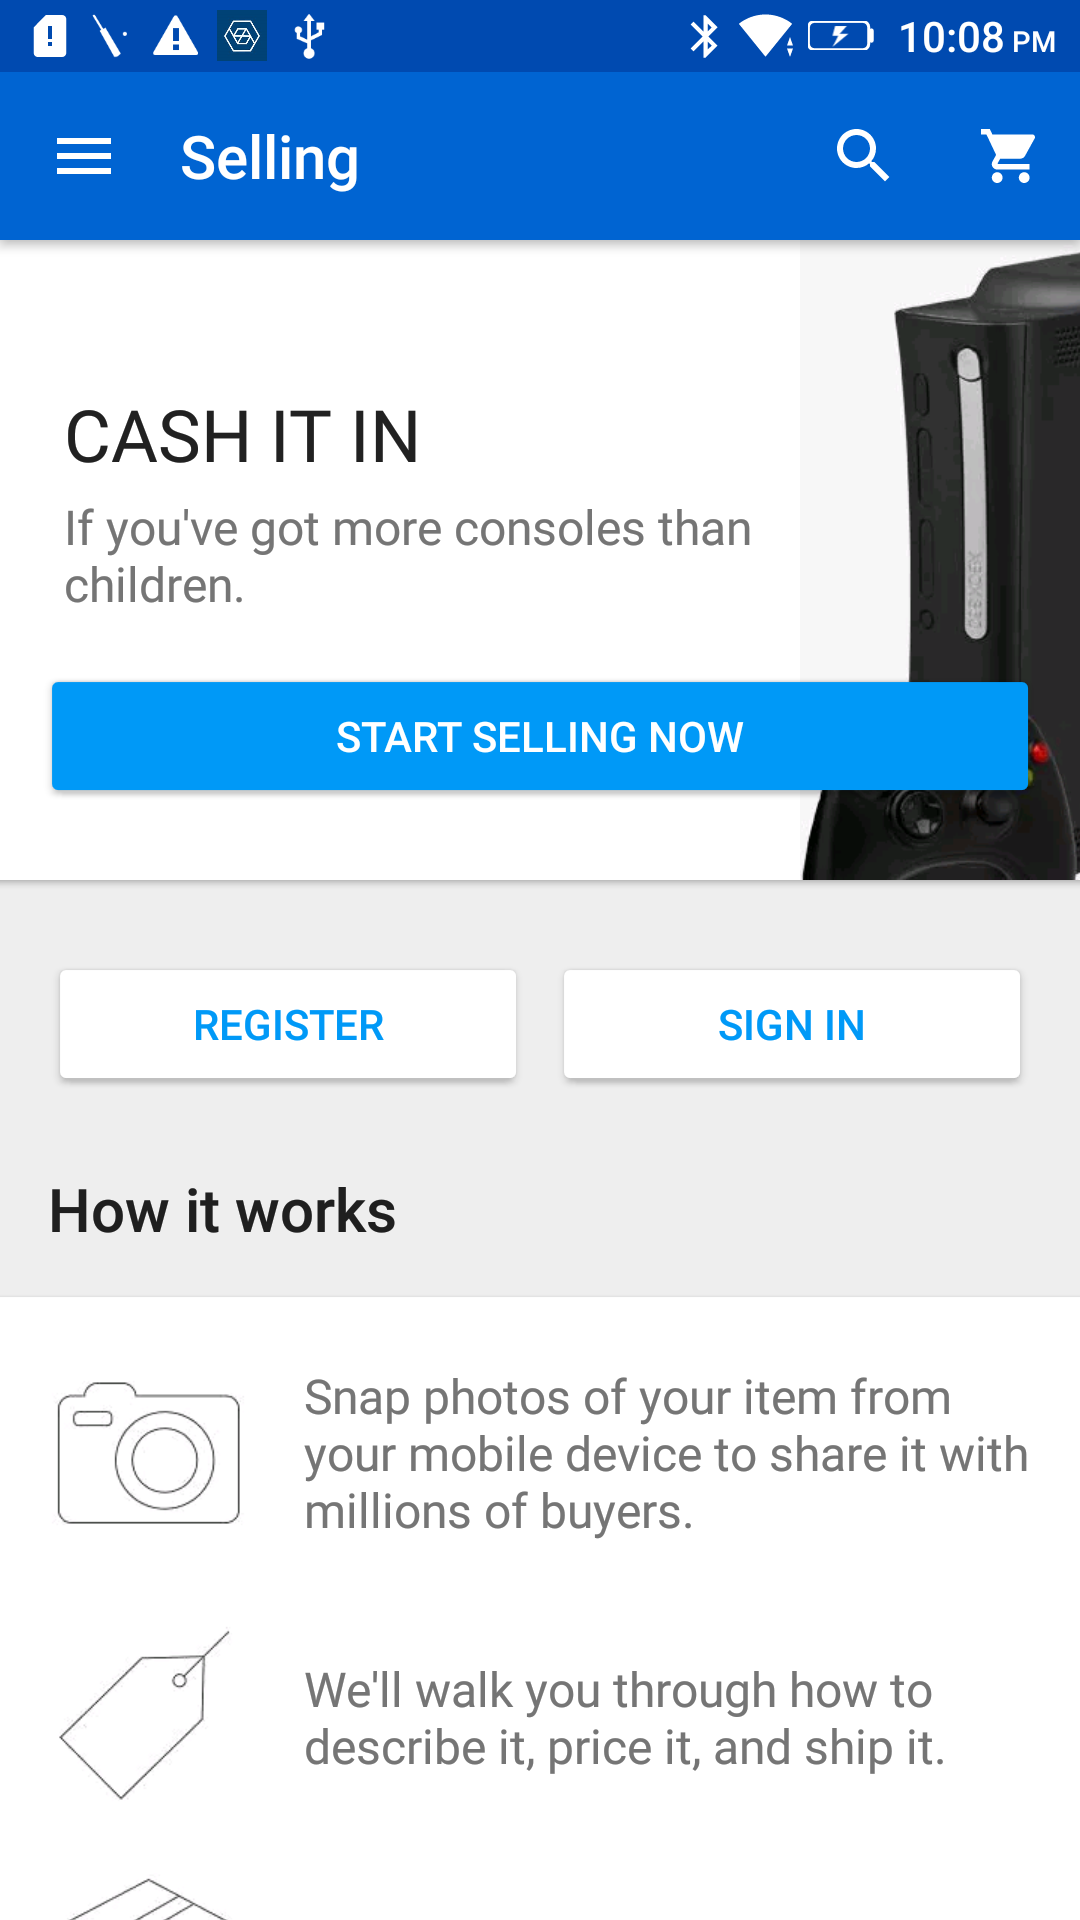 10:08 PM
Selling
CASH IT IN
If you've got more consoles than
children.
START SELLING NOW
REGISTER
SIGN IN
How it works
Snap photos of your item from
your mobile device to share it with
millions of buyers.
We'll walk you through how to
describe it, price it, and ship it.